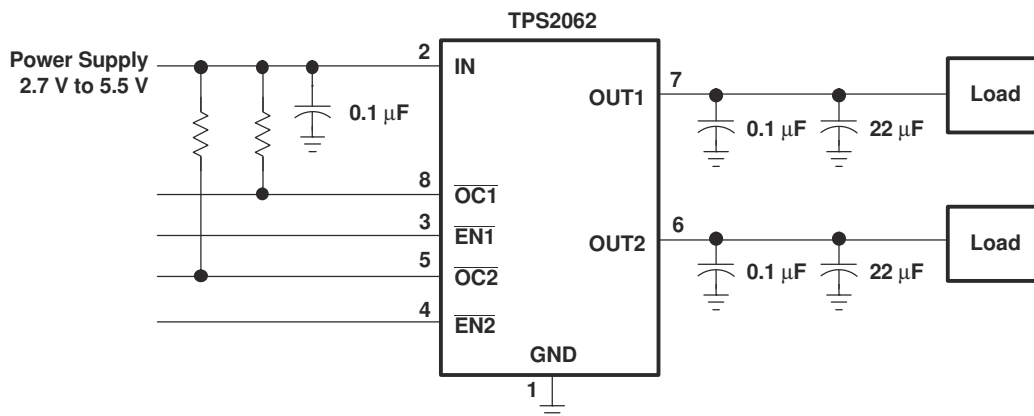 TPS2062
Power Supply
2.7 V to 5.5 V
2
IN
0.1 μF
7
OUT1
0.1 μF
22 μF
Load
8
OC1
3
EN1
5
OC2
4
EN2
6
OUT2
0.1 μF
22 μF
Load
GND
1